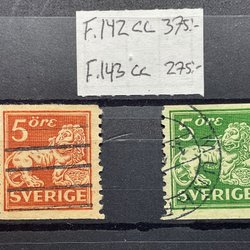 F.142 cc 375:-
F.143 cc 275:-
5 ÖRE
SVERIGE
5 ÖRE
SVERIGE